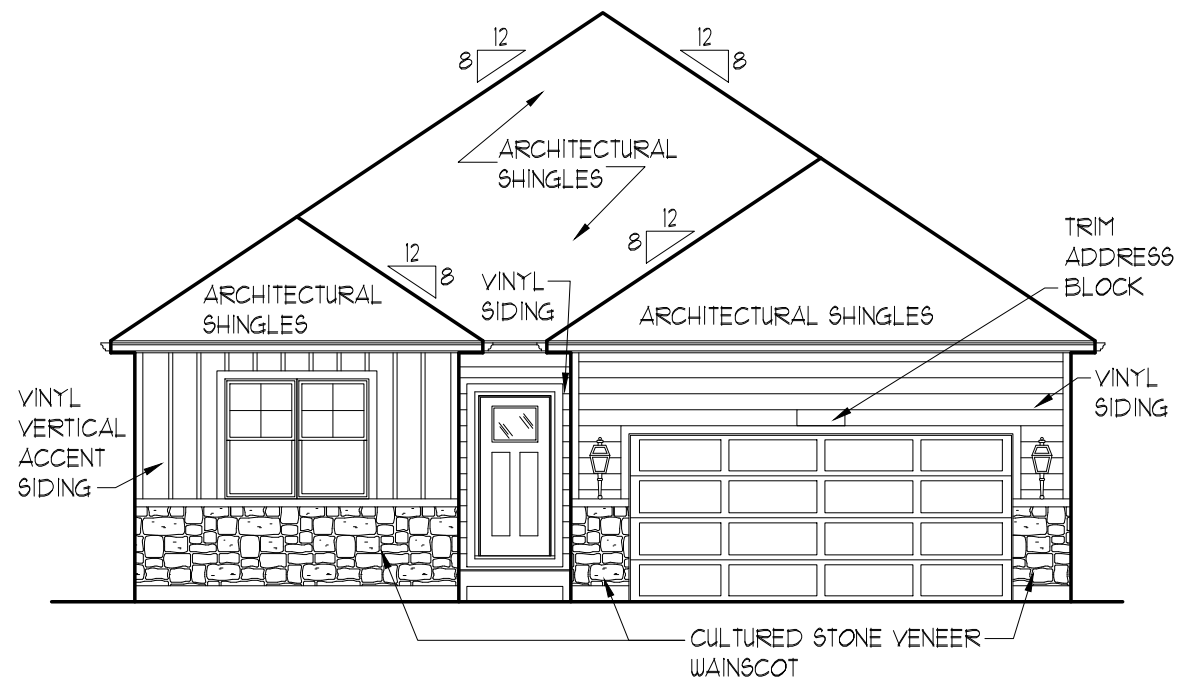 12
8
12
8
ARCHITECTURAL
SHINGLES
12
8
12
8
TRIM
ADDRESS
BLOCK
VINYL
SIDING
ARCHITECTURAL
SHINGLES
ARCHITECTURAL SHINGLES
VINYL
VERTICAL
ACCENT
SIDING
VINYL
SIDING
CULTURED STONE VENEER
WAINSCOT